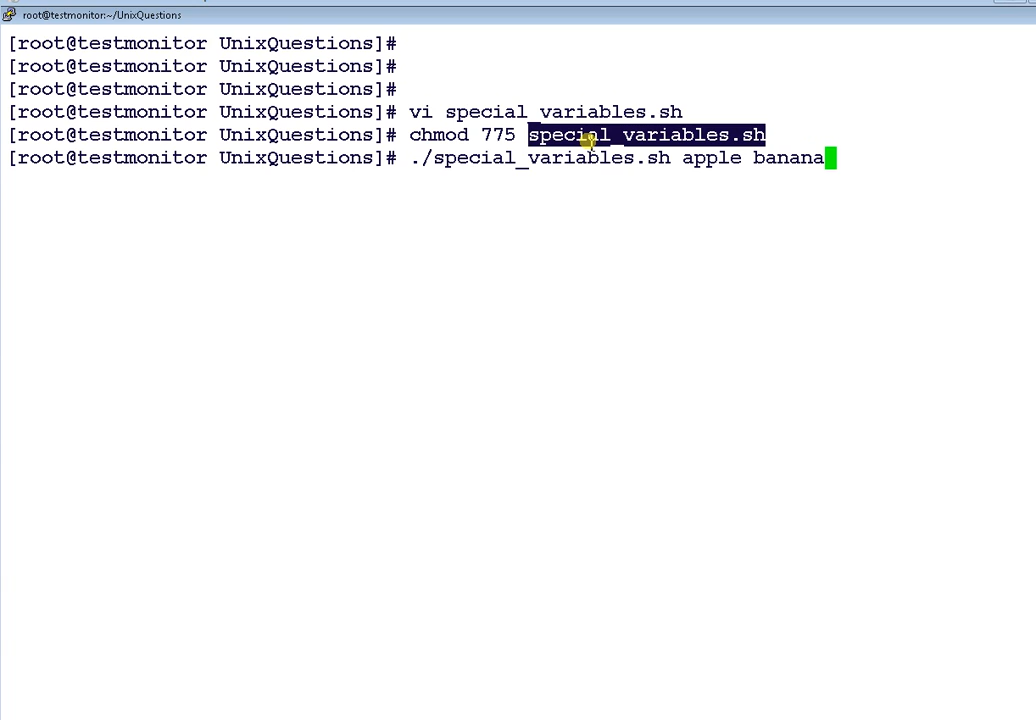 root@testmonitor:~/UnixQuestions
[root@testmonitor UnixQuestions]#
[root@testmonitor UnixQuestions]#
[root@testmonitor UnixQuestions]#
[root@testmonitor UnixQuestions]# vi special_variables.sh
[root@testmonitor UnixQuestions]# chmod 775 special_variables.sh
[root@testmonitor UnixQuestions]# ./special_variables.sh apple banana